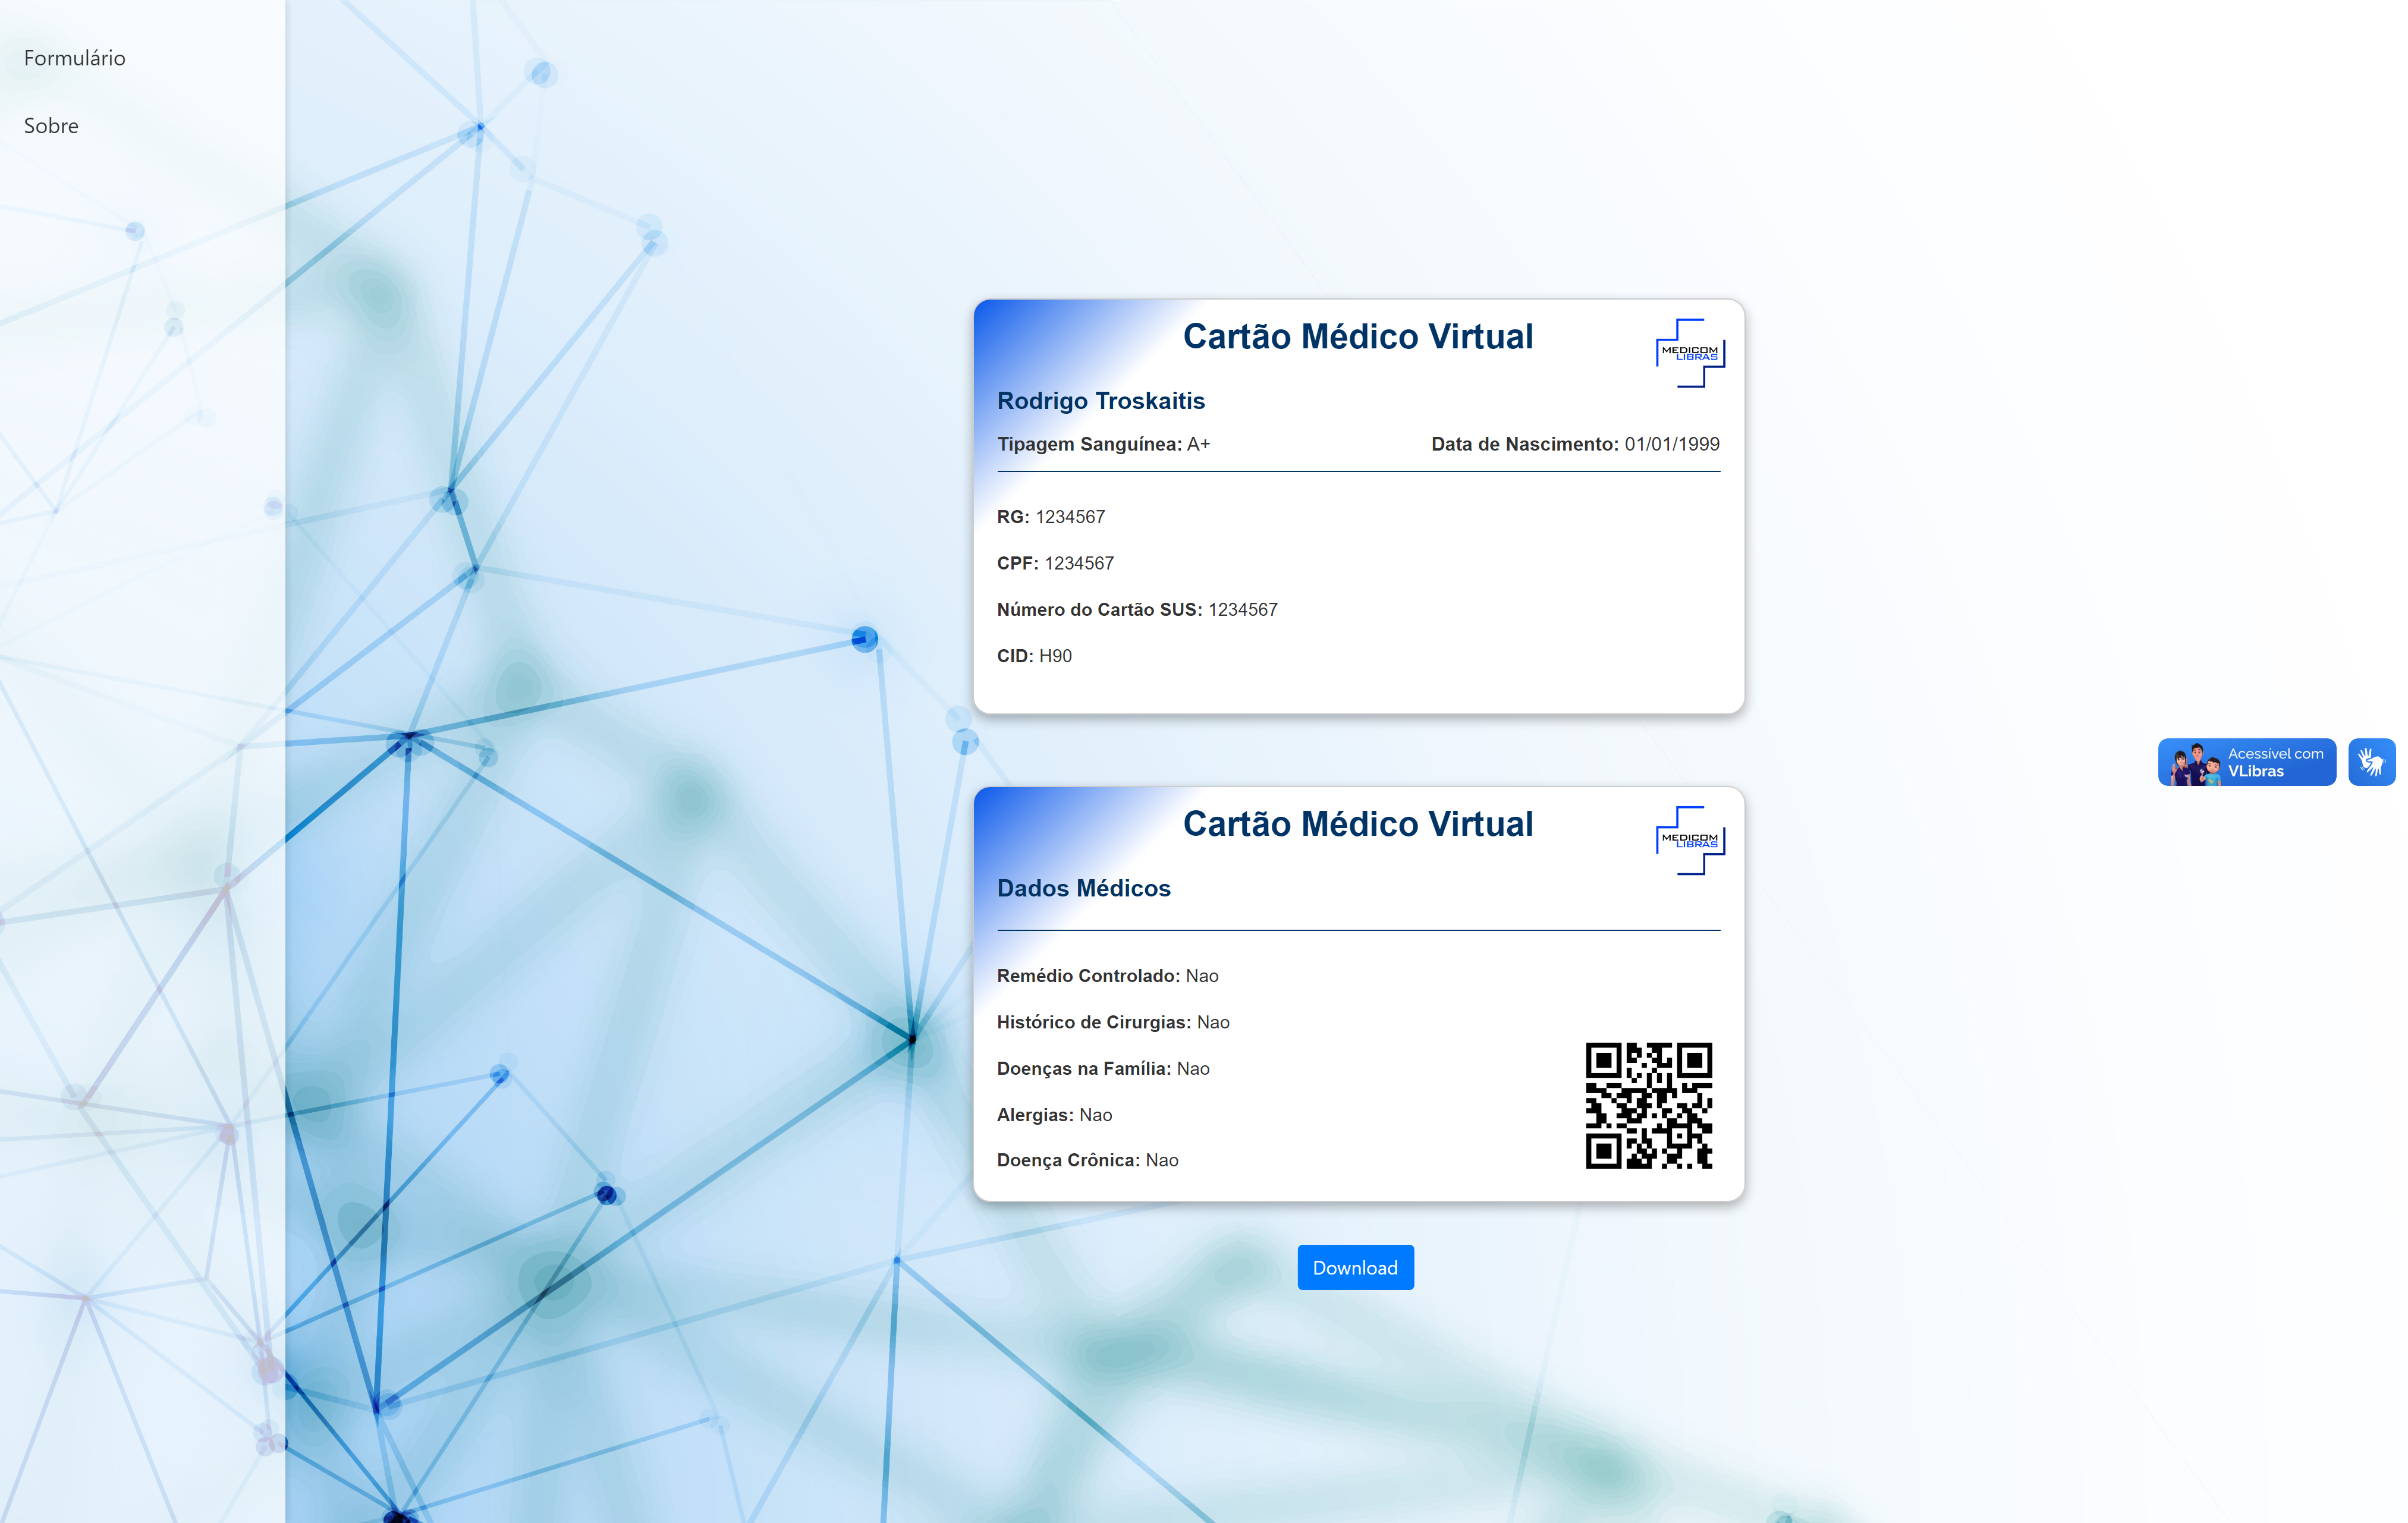 Formulário
Sobre
Cartão Médico Virtual
MEDICOM
LIBRAS
Rodrigo Troskaitis
Tipagem Sanguínea: A+ Data de Nascimento: 01/01/1999
RG: 1234567
CPF: 1234567
Número do Cartão SUS: 1234567
CID: H90
Acessível com
VLibras
Cartão Médico Virtual
MEDICOM
LIBRAS
Dados Médicos
Remédio Controlado: Nao
Histórico de Cirurgias: Nao
Doenças na Família: Nao
Alergias: Nao
Doença Crônica: Nao
Download